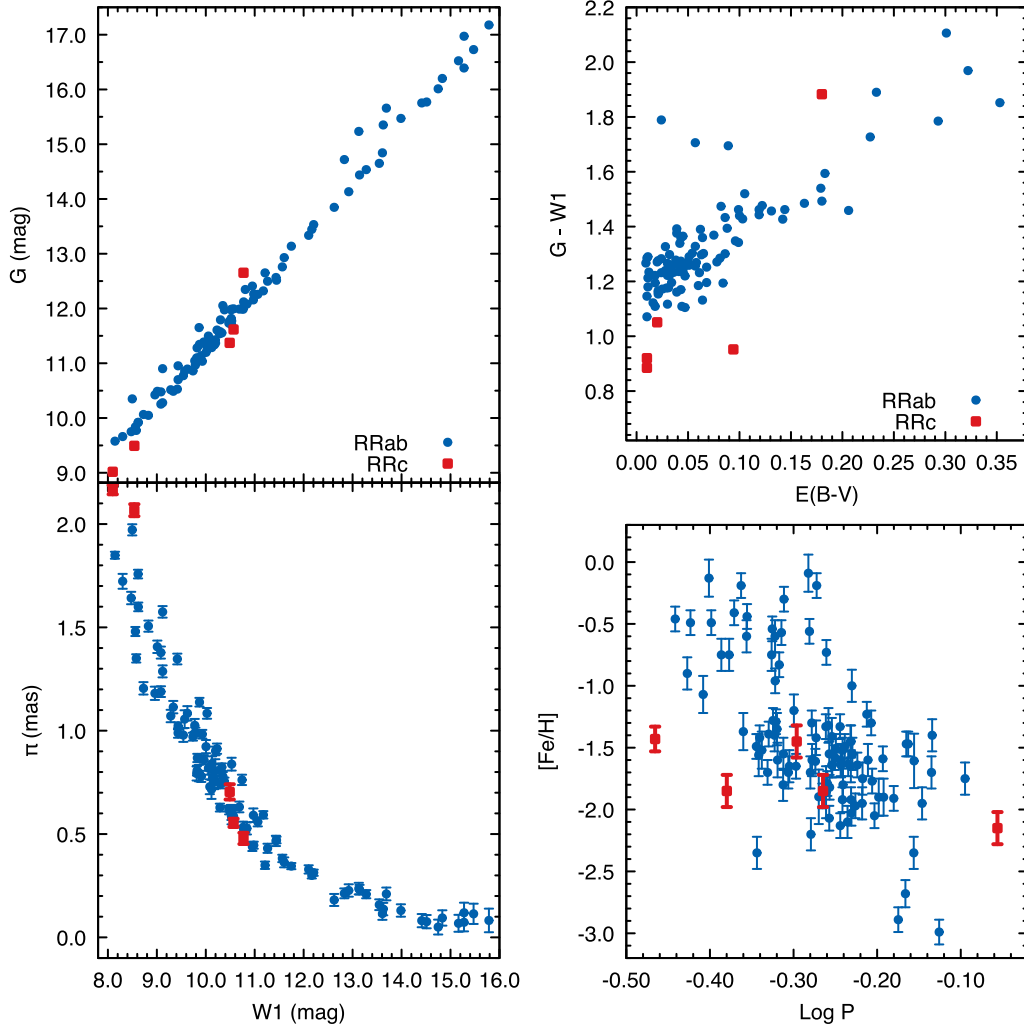 17.0
16.0
15.0
14.0
13.0
12.0
11.0
10.0
9.0
G (mag)
RRab
RRc
2.0
1.5
1.0
0.5
0.0
π (mas)
8.0 9.0 10.0 11.0 12.0 13.0 14.0 15.0 16.0
W1 (mag)
2.2
2.0
1.8
1.6
1.4
1.2
1.0
0.8
G - W1
RRab
RRc
0.00 0.05 0.10 0.15 0.20 0.25 0.30 0.35
E(B-V)
0.0
-0.5
-1.0
-1.5
-2.0
-2.5
-3.0
[Fe/H]
-0.50 -0.40 -0.30 -0.20 -0.10
Log P